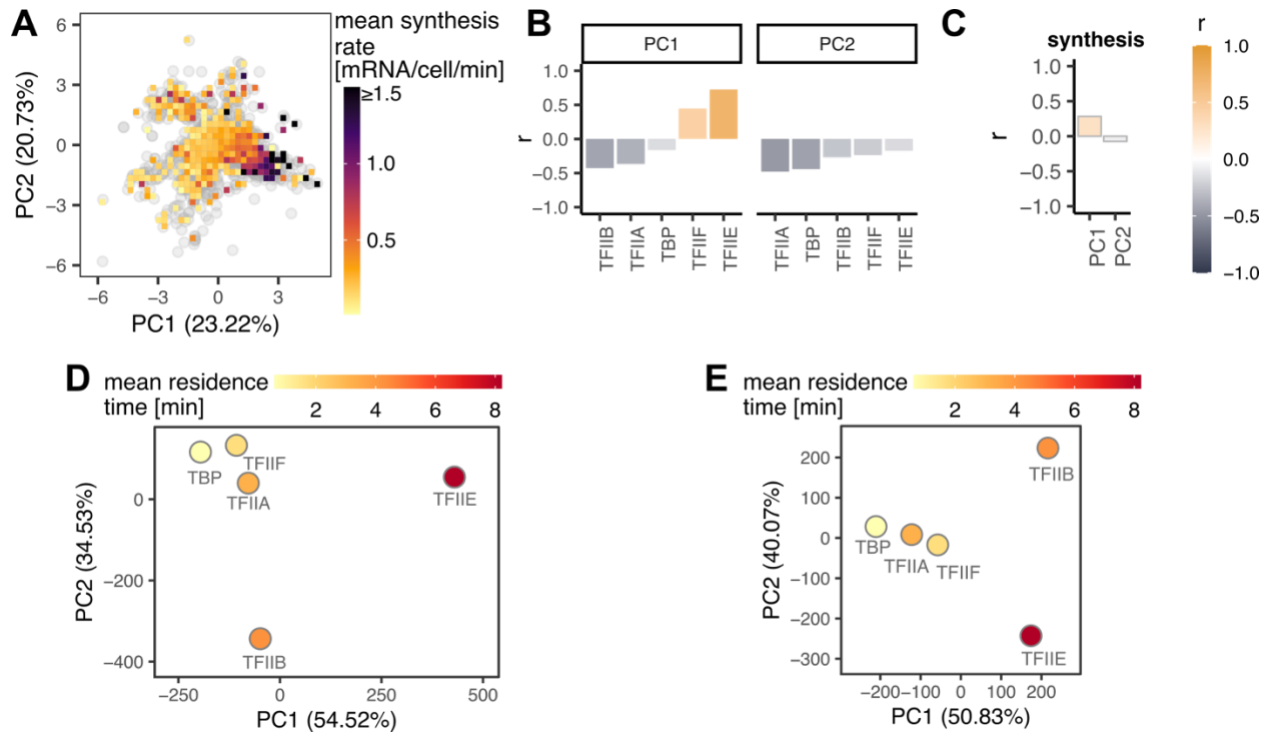 A
mean synthesis
rate
[mRNA/cell/min]
≥1.5
1.0
0.5
6
3
0
−3
−6
PC2 (20.73%)
−6 −3 0 3
PC1 (23.22%)
B
PC1 PC2
1.0
0.5
0.0
−0.5
−1.0
r
TFIIB TFIIA TBP TFIIF TFIIE
TFIIA TBP TFIIB TFIIF TFIIE
C
synthesis
1.0
0.5
0.0
−0.5
−1.0
r
PC1 PC2
r
1.0
0.5
0.0
−0.5
−1.0
D
mean residence
time [min] 2 4 6 8
0
−200
−400
PC2 (34.53%)
TBP
TFIIF
TFIIA
TFIIE
TFIIB
−250 0 250 500
PC1 (54.52%)
E
mean residence
time [min] 2 4 6 8
200
100
0
−100
−200
−300
PC2 (40.07%)
TFIIB
TBP
TFIIA
TFIIF
TFIIE
−200 −100 0 100 200
PC1 (50.83%)